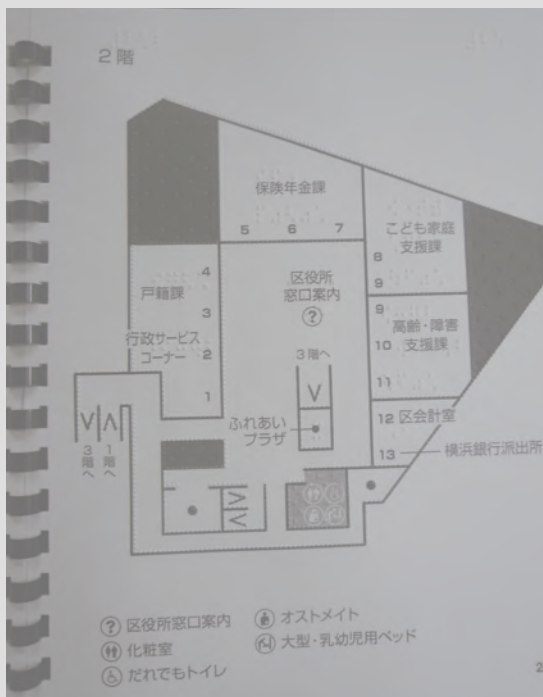 2階
保険年金課
5 6 7
こども家庭
支援課
8
9
4
戸籍課
3
行政サービス
コーナー
2
1
区役所
窓口案内
?
9
高齢・障害
支援課
10
11
3階へ
ふれあい
プラザ
12 区会計室
13
横浜銀行派出所
3階へ
1階へ
? 区役所窓口案内
化粧室
だれでもトイレ
オストメイト
大型・乳幼児用ベッド
2